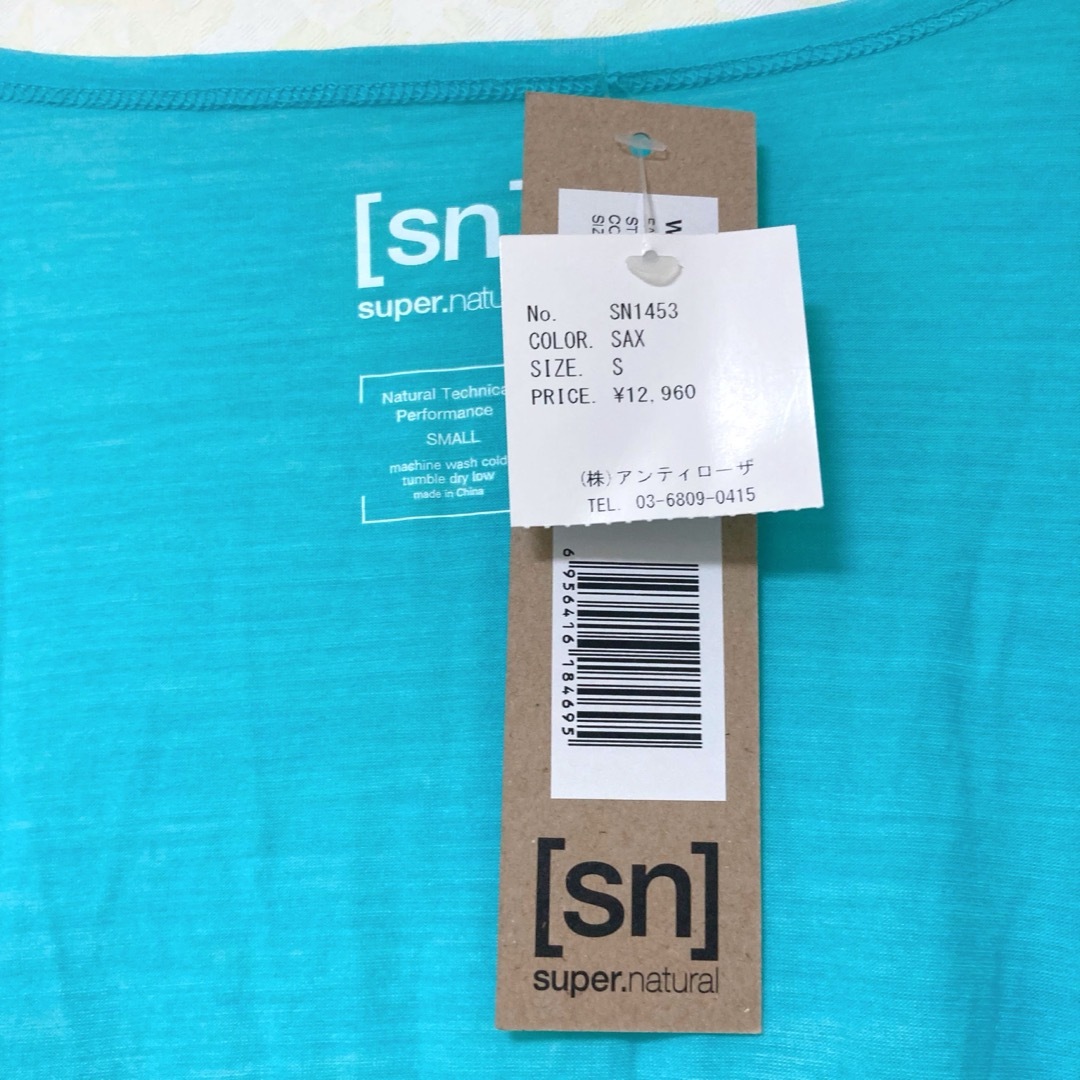 [sn]
super.natu
Natural Technica
Performance
SMALL
machine wash cold
tumble dry low
made in China
No. SN1453
COLOR. SAX
SIZE. S
PRICE. ¥12,960
(株)アンティローザ
TEL. 03-6809-0415
6 956416 184695
[sn]
super.natural